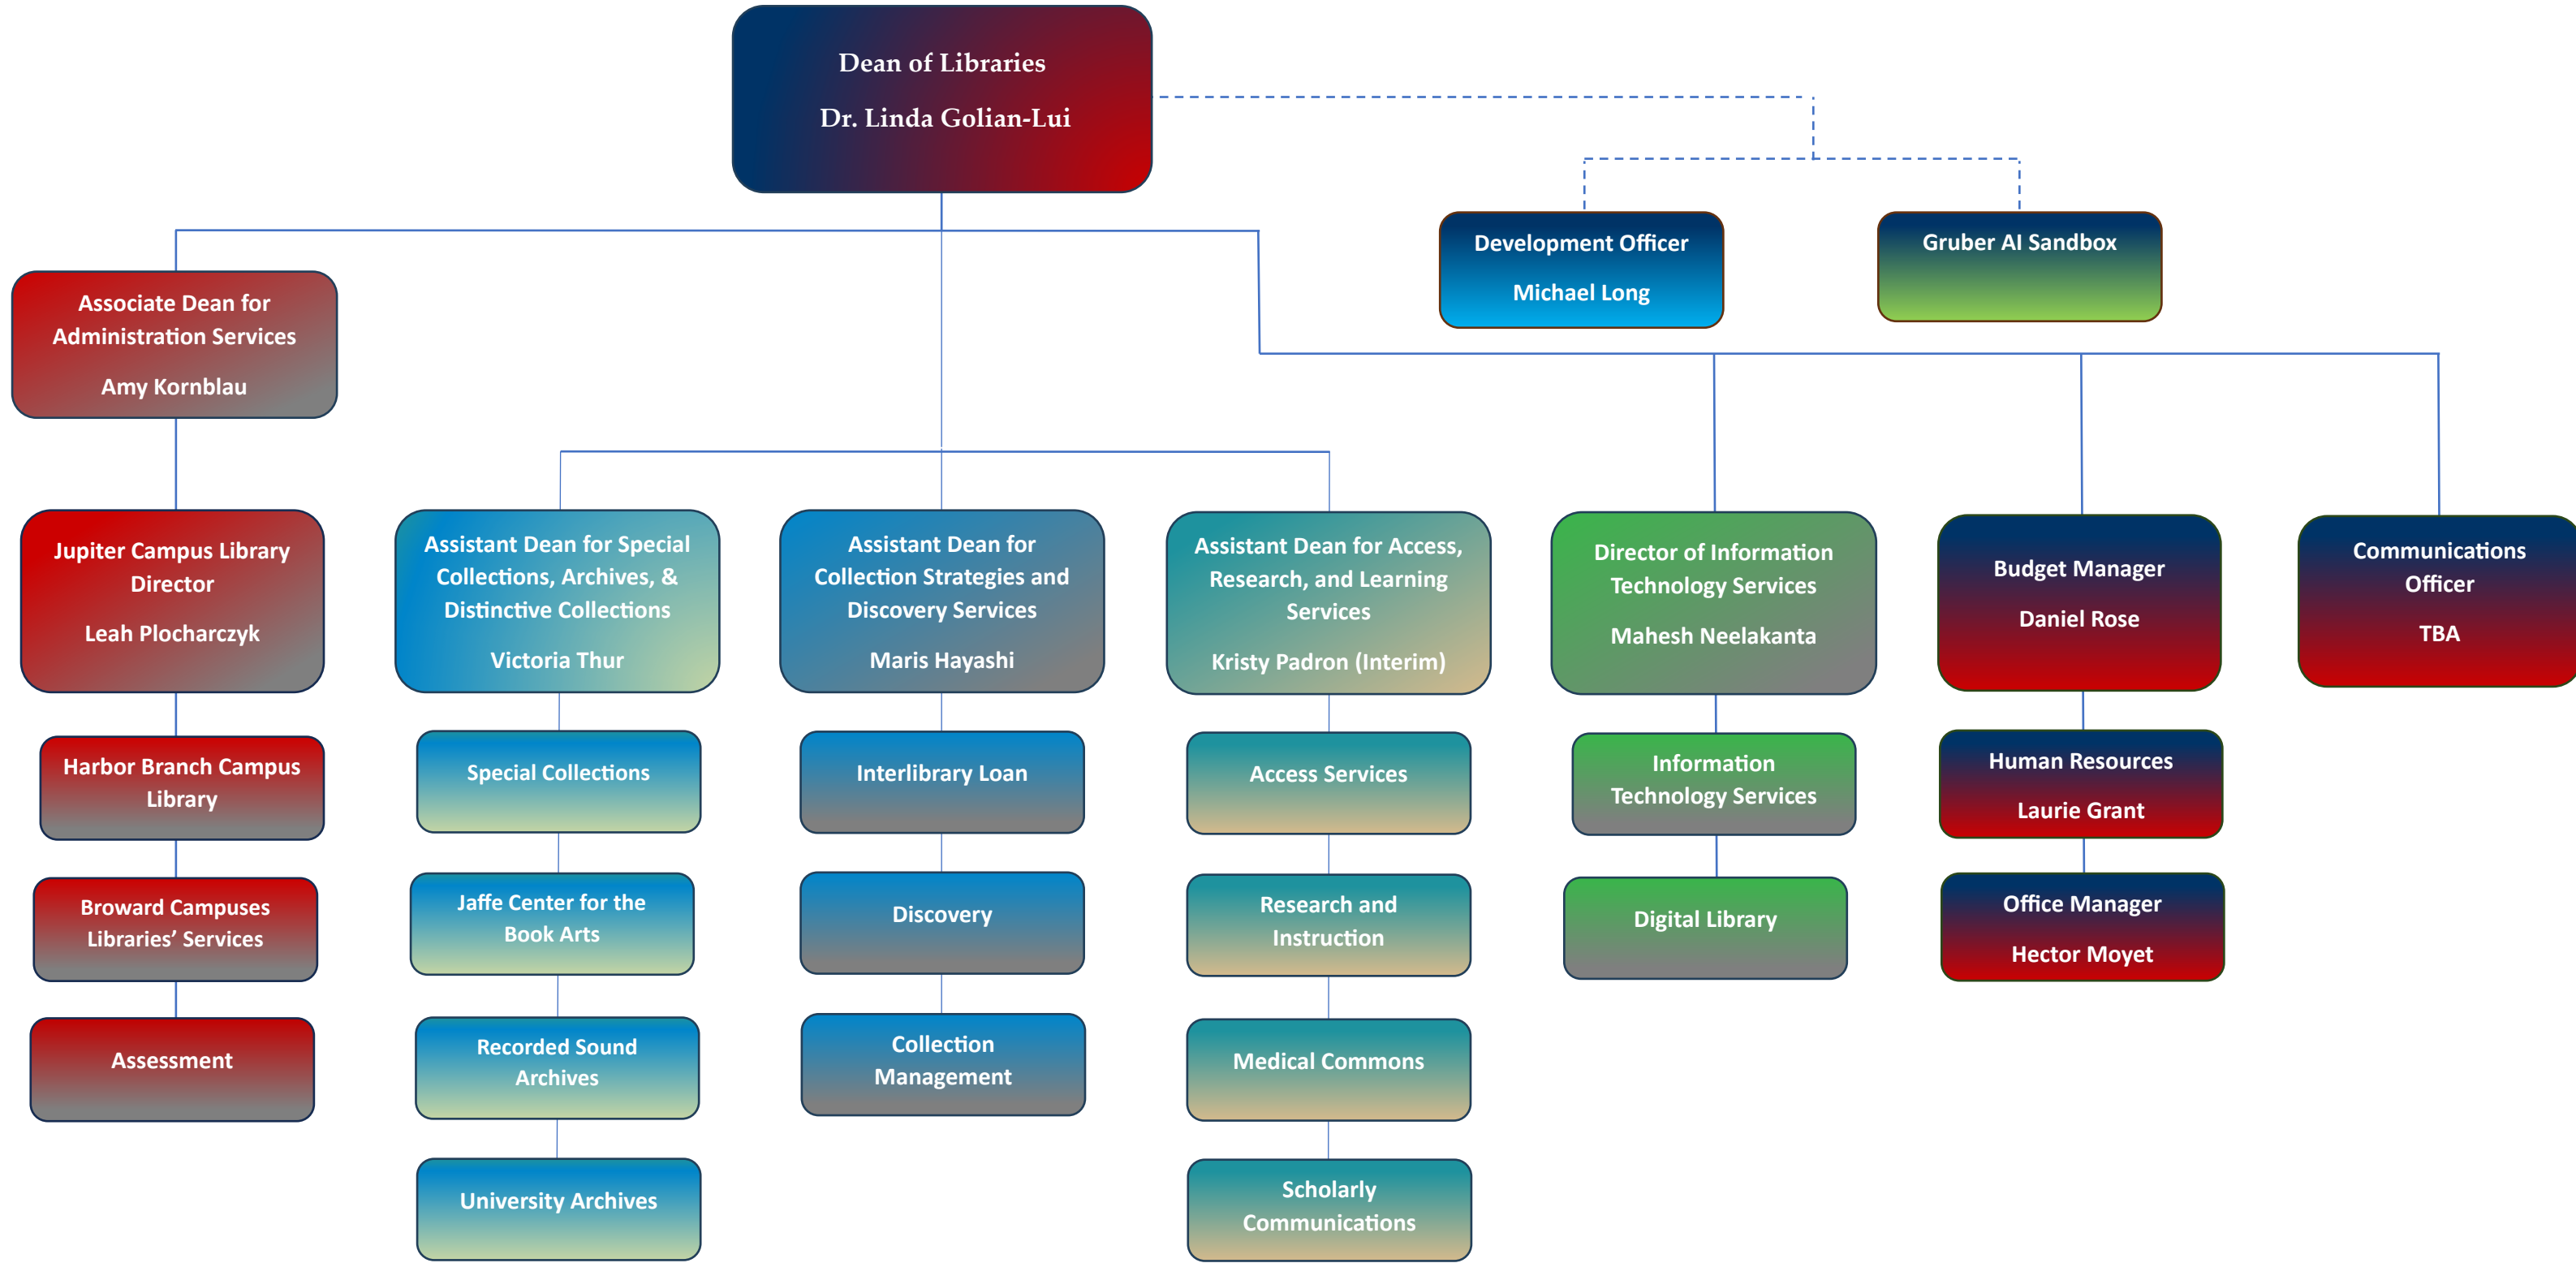 Dean of Libraries
Dr. Linda Golian-Lui
Development Officer
Michael Long
Gruber AI Sandbox
Associate Dean for
Administration Services
Amy Kornblau
Jupiter Campus Library
Director
Leah Plocharczyk
Assistant Dean for Special
Collections, Archives, &
Distinctive Collections
Victoria Thur
Assistant Dean for
Collection Strategies and
Discovery Services
Maris Hayashi
Assistant Dean for Access,
Research, and Learning
Services
Kristy Padron (Interim)
Director of Information
Technology Services
Mahesh Neelakanta
Budget Manager
Daniel Rose
Communications
Officer
TBA
Harbor Branch Campus
Library
Special Collections
Interlibrary Loan
Access Services
Information
Technology Services
Human Resources
Laurie Grant
Broward Campuses
Libraries’ Services
Jaffe Center for the
Book Arts
Discovery
Research and
Instruction
Digital Library
Office Manager
Hector Moyet
Assessment
Recorded Sound
Archives
Collection
Management
Medical Commons
University Archives
Scholarly
Communications